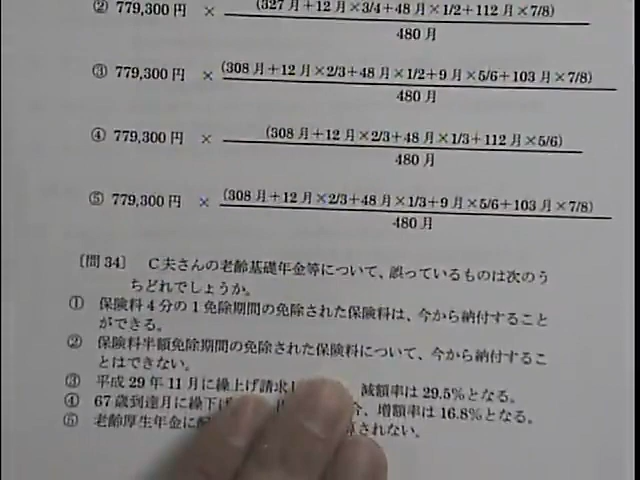 ② 779,300円 × (327月+12月×3/4+48月×1/2+112月×7/8)
480月
③ 779,300円 × (308月+12月×2/3+48月×1/2+9月×5/6+103月×7/8)
480月
④ 779,300円 × (308月+12月×2/3+48月×1/3+112月×5/6)
480月
⑤ 779,300円 × (308月+12月×2/3+48月×1/3+9月×5/6+103月×7/8)
480月
〔問34〕 C夫さんの老齢基礎年金等について、誤っているものは次のう
ちどれでしょうか。
① 保険料4分の1免除期間の免除された保険料は、今から納付すること
ができる。
② 保険料半額免除期間の免除された保険料について、今から納付するこ
とはできない。
③ 平成29年11月に繰上げ請求し 減額率は29.5%となる。
④ 67歳到達月に繰下げ 、増額率は16.8%となる。
⑤ 老齢厚生年金に 算されない。